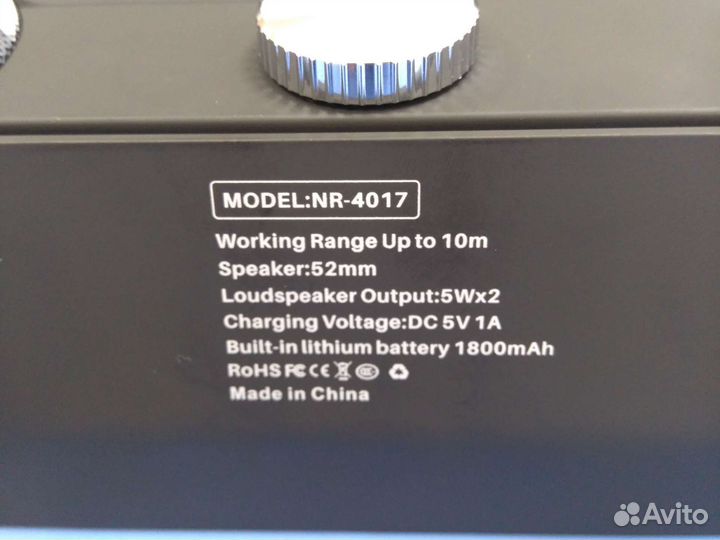 MODEL:NR-4017
Working Range Up to 10m
Speaker:52mm
Loudspeaker Output:5Wx2
Charging Voltage:DC 5V 1A
Built-in lithium battery 1800mAh
RoHS FC CE
Made in China
Avito